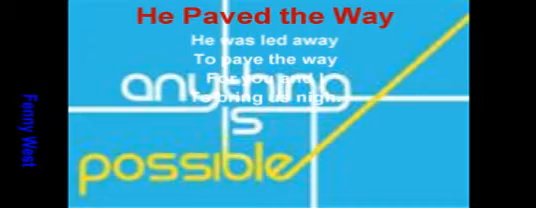 He Paved the Way
He was led away
To pave the way
For you and I
To bring us nigh
anything
is
possible
Fenny West